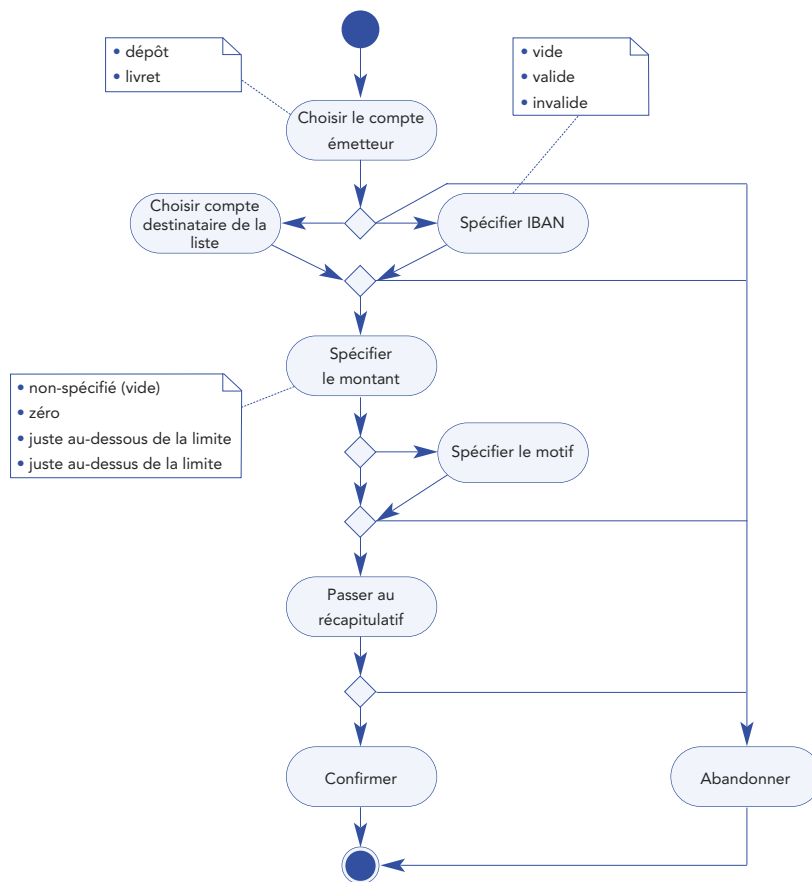 • dépôt
• livret
• vide
• valide
• invalide
Choisir le compte
émetteur
Choisir compte
destinataire de la
liste
Spécifier IBAN
Spécifier
le montant
• non-spécifié (vide)
• zéro
• juste au-dessous de la limite
• juste au-dessus de la limite
Spécifier le motif
Passer au
récapitulatif
Confirmer
Abandonner